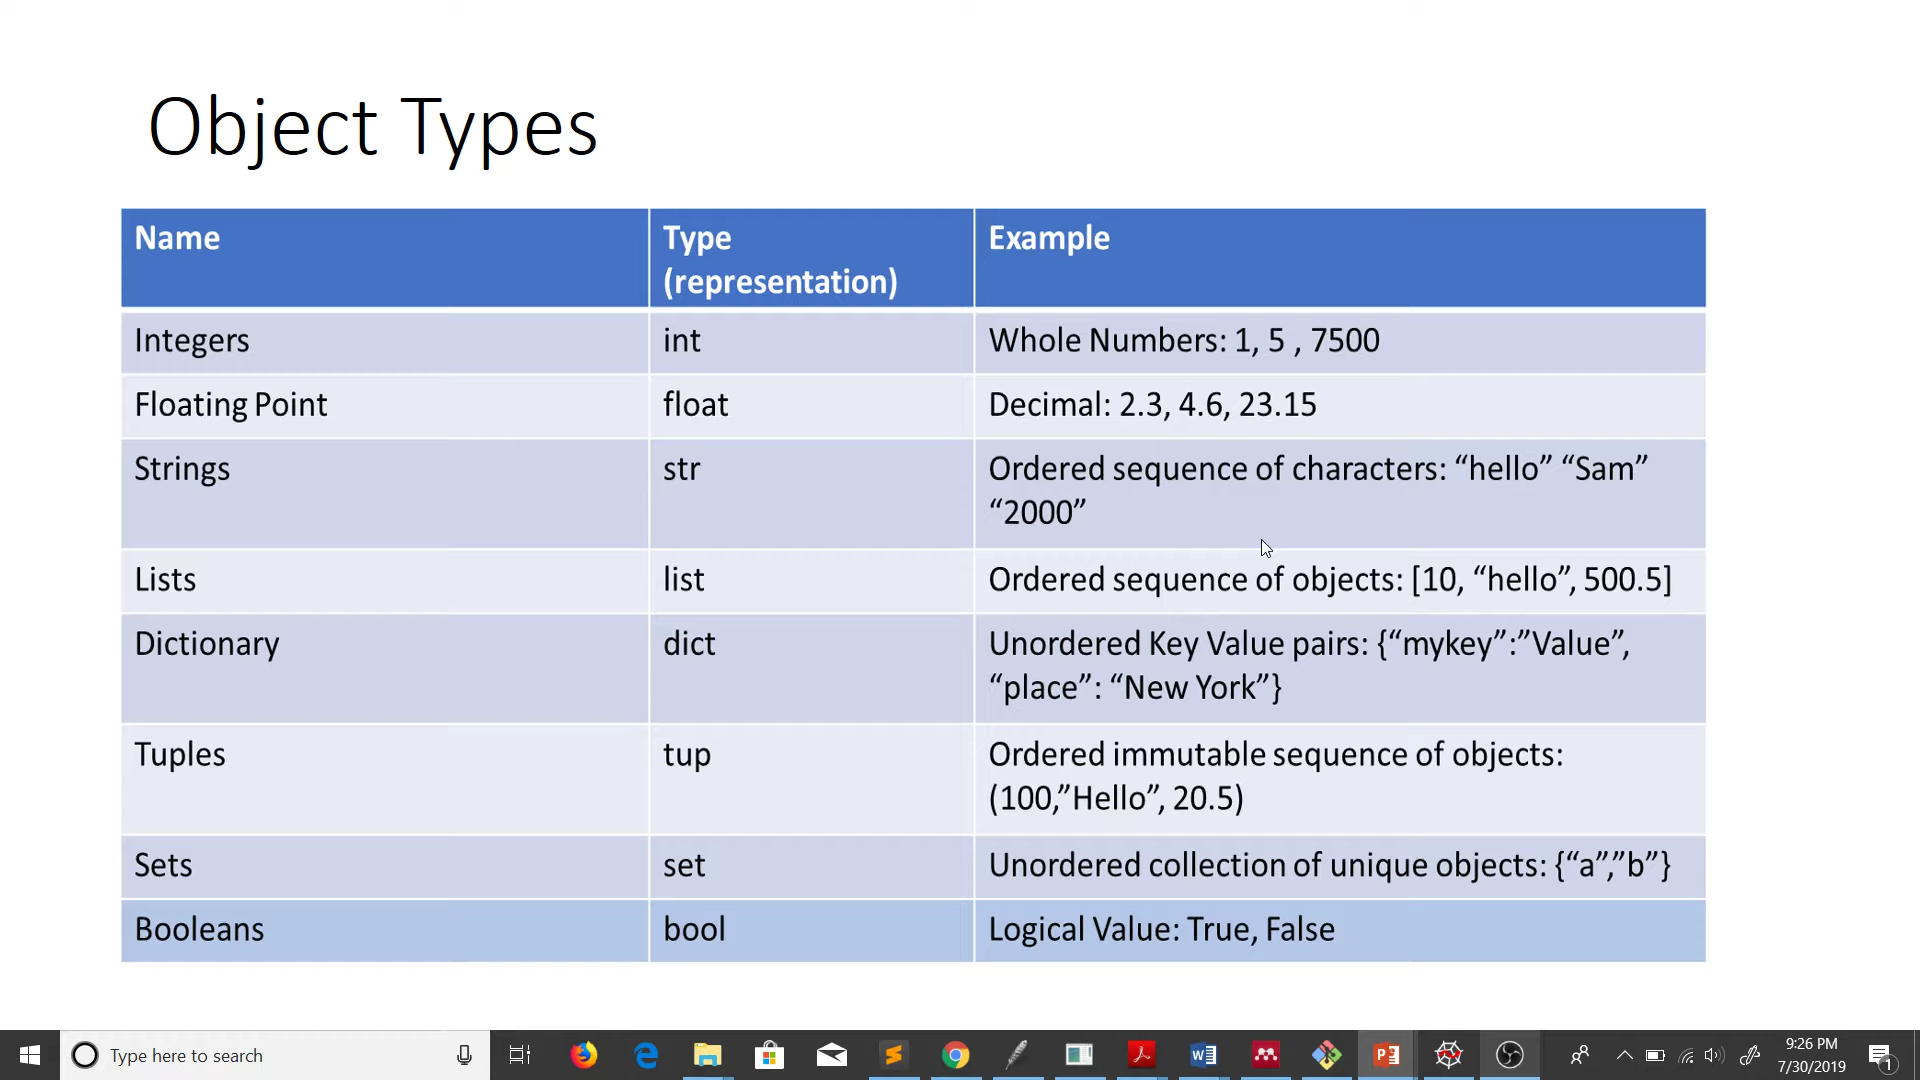 Object Types
Name
Type
(representation)
Example
Integers
int
Whole Numbers: 1, 5 , 7500
Floating Point
float
Decimal: 2.3, 4.6, 23.15
Strings
str
Ordered sequence of characters: “hello” “Sam”
“2000”
Lists
list
Ordered sequence of objects: [10, “hello”, 500.5]
Dictionary
dict
Unordered Key Value pairs: {“mykey”:”Value”,
“place”: “New York”}
Tuples
tup
Ordered immutable sequence of objects:
(100,”Hello”, 20.5)
Sets
set
Unordered collection of unique objects: {“a”,”b”}
Booleans
bool
Logical Value: True, False
Type here to search
9:26 PM
7/30/2019
1